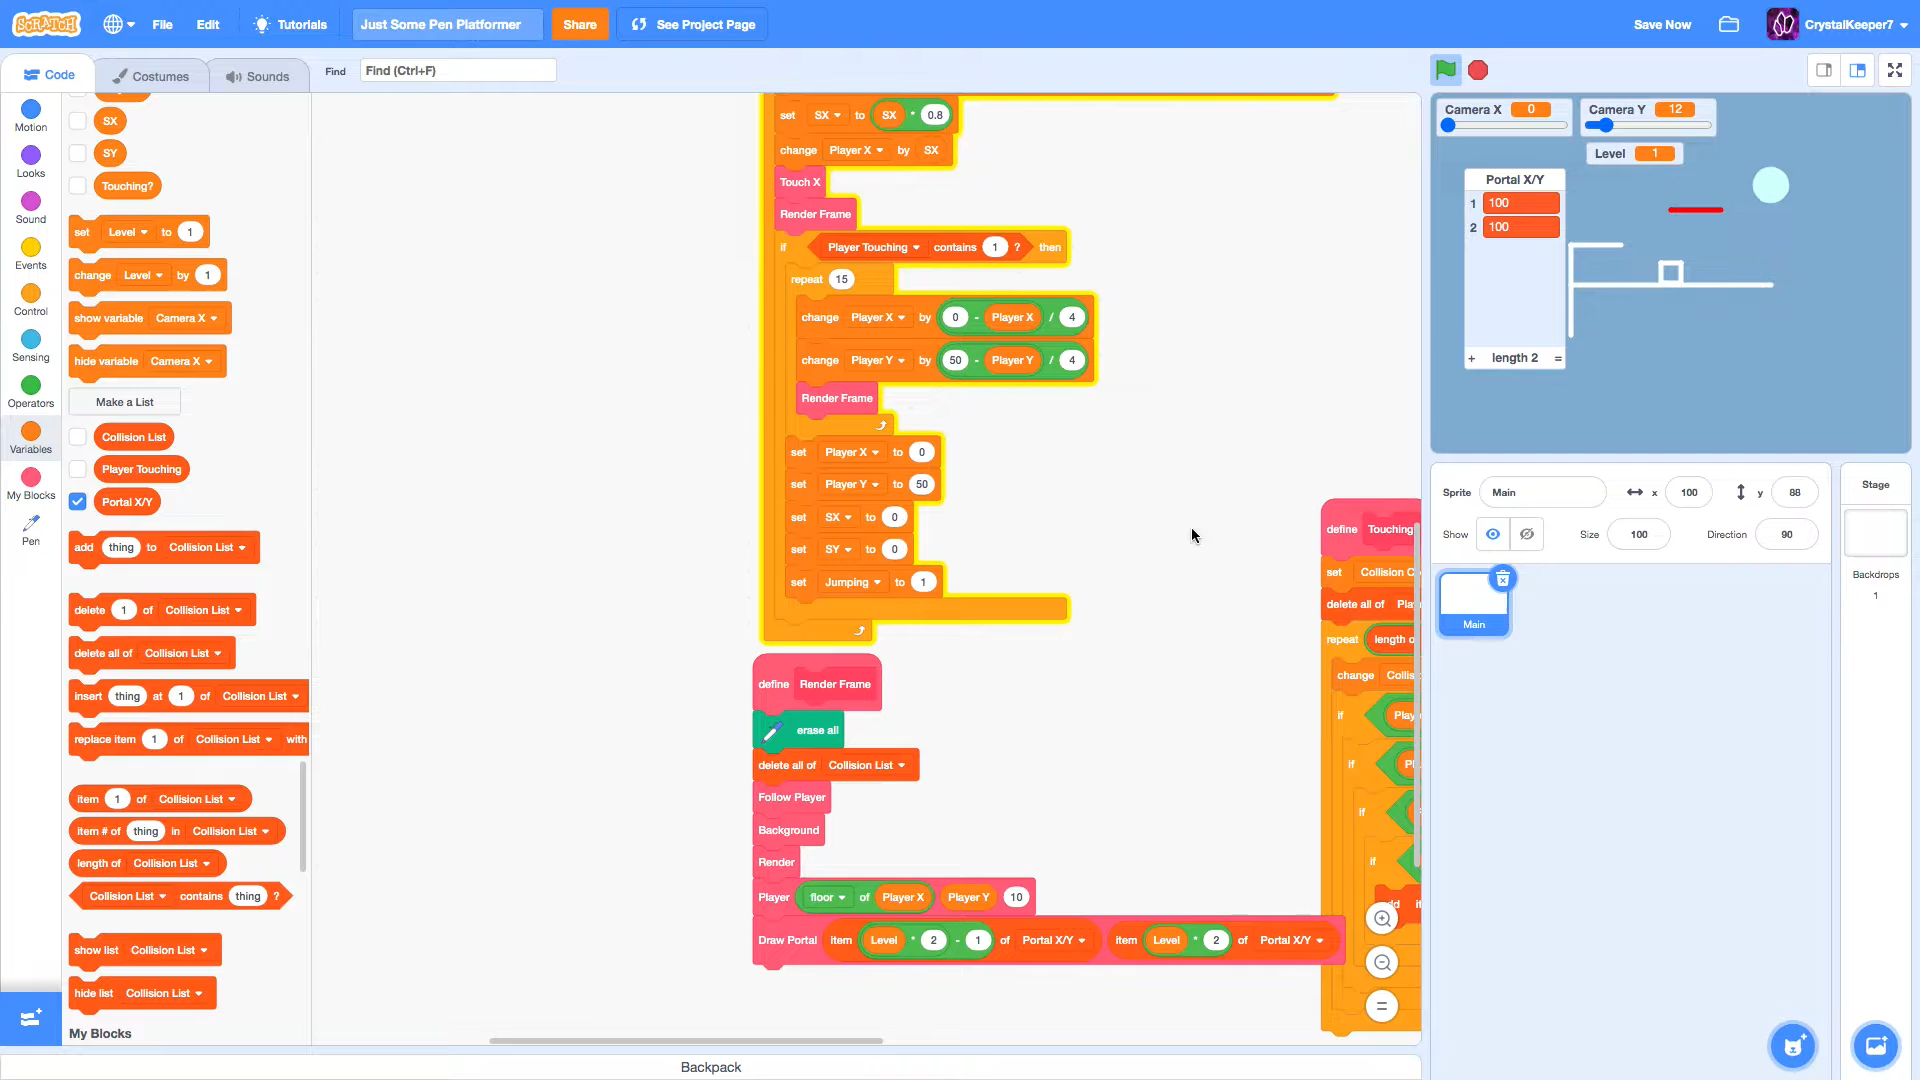 SCRATCH File Edit Tutorials Just Some Pen Platformer Share See Project Page Save Now CrystalKeeper7
Code Costumes Sounds Find Find (Ctrl+F)
Motion
Looks
Sound
Events
Control
Sensing
Operators
Variables
My Blocks
Pen
SX
SY
Touching?
set Level to 1
change Level by 1
show variable Camera X
hide variable Camera X
Make a List
Collision List
Player Touching
Portal X/Y
add thing to Collision List
delete 1 of Collision List
delete all of Collision List
insert thing at 1 of Collision List
replace item 1 of Collision List with
item 1 of Collision List
item # of thing in Collision List
length of Collision List
Collision List contains thing ?
show list Collision List
hide list Collision List
My Blocks
set SX to SX * 0.8
change Player X by SX
Touch X
Render Frame
if Player Touching contains 1 ? then
repeat 15
change Player X by 0 - Player X / 4
change Player Y by 50 - Player Y / 4
Render Frame
set Player X to 0
set Player Y to 50
set SX to 0
set SY to 0
set Jumping to 1
define Render Frame
erase all
delete all of Collision List
Follow Player
Background
Render
Player floor of Player X Player Y 10
Draw Portal item Level * 2 - 1 of Portal X/Y item Level * 2 of Portal X/Y
define Touching
set Collision C
delete all of Play
repeat length o
change Collis
if Play
if Pl
if
if
Backpack
Camera X 0 Camera Y 12
Level 1
Portal X/Y
1 100
2 100
+ length 2 =
Sprite Main x 100 y 88
Show Size 100 Direction 90
Main
Stage
Backdrops
1